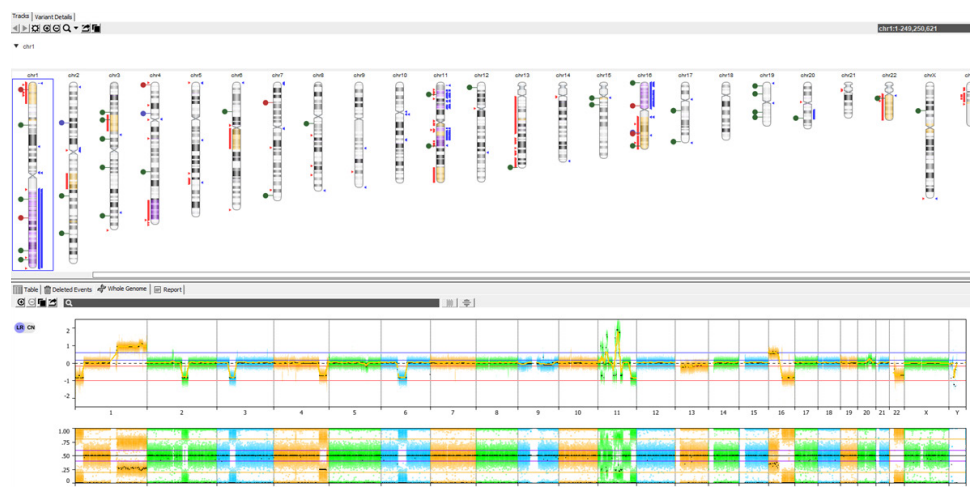 Tracks Variant Details
chr1:1-249,250,621
chr1
chr1 chr2 chr3 chr4 chr5 chr6 chr7 chr8 chr9 chr10 chr11 chr12 chr13 chr14 chr15 chr16 chr17 chr18 chr19 chr20 chr21 chr22 chrX
Table Deleted Events Whole Genome Report
LR CN
2
1
0
-1
-2
1 2 3 4 5 6 7 8 9 10 11 12 13 14 15 16 17 18 19 20 21 22 X Y
1.00
.75
.50
.25
0